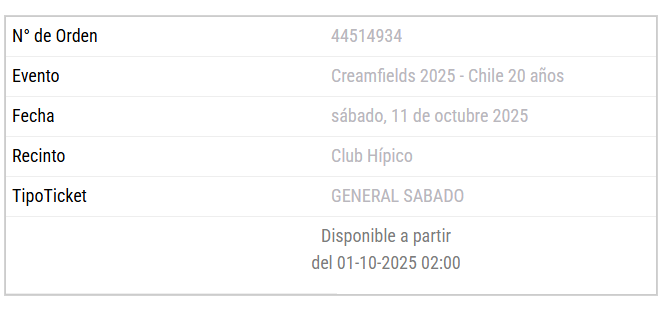 N° de Orden 44514934
Evento Creamfields 2025 - Chile 20 años
Fecha sábado, 11 de octubre 2025
Recinto Club Hípico
TipoTicket GENERAL SABADO
Disponible a partir
del 01-10-2025 02:00